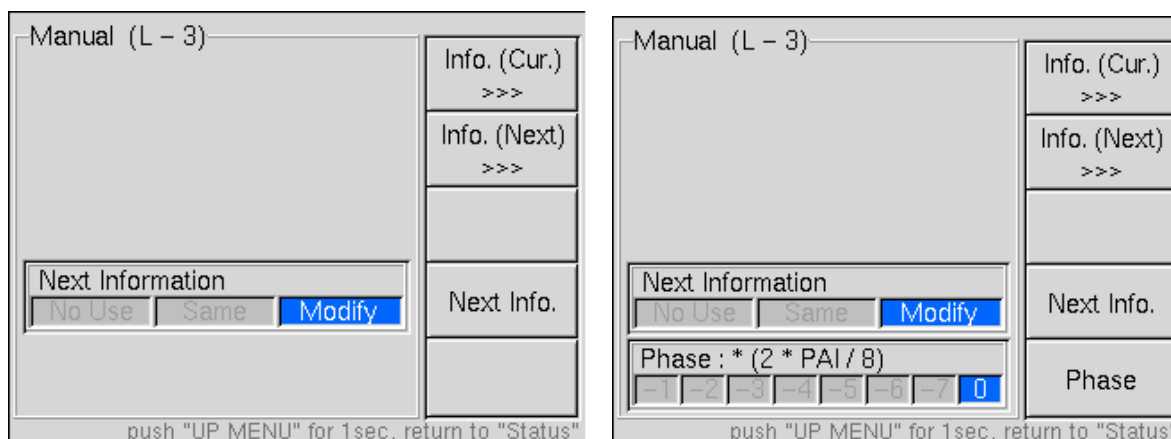 Manual (L – 3)
Info. (Cur.)
>>>
Info. (Next)
>>>
Next Information
No Use Same Modify
Next Info.
push "UP MENU" for 1sec, return to "Status"
Manual (L – 3)
Info. (Cur.)
>>>
Info. (Next)
>>>
Next Information
No Use Same Modify
Next Info.
Phase : * (2 * PAI / 8)
–1 –2 –3 –4 –5 –6 –7 0
Phase
push "UP MENU" for 1sec, return to "Status